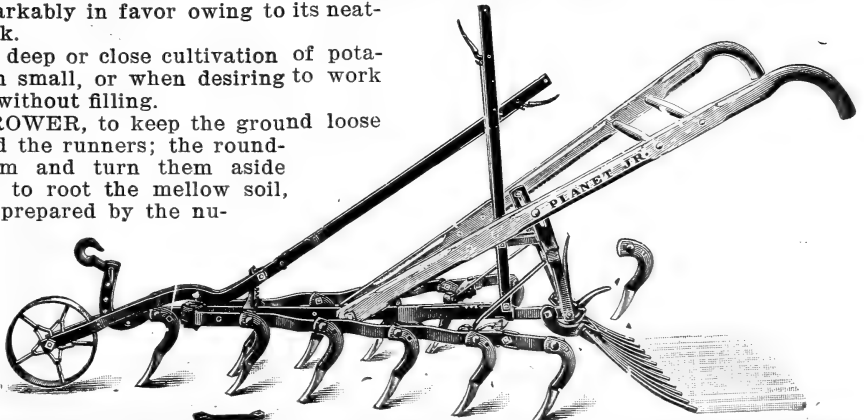 arkably in favor owing to its neat-
k.
deep or close cultivation of pota-
small, or when desiring to work
without filling.
ROWER, to keep the ground loose
d the runners; the round-
m and turn them aside
to root the mellow soil,
prepared by the nu-
PLANET JR.